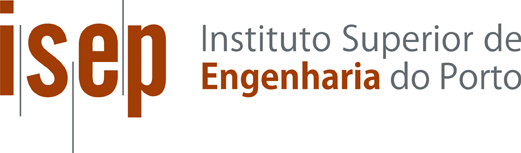 isep
Instituto Superior de
Engenharia do Porto